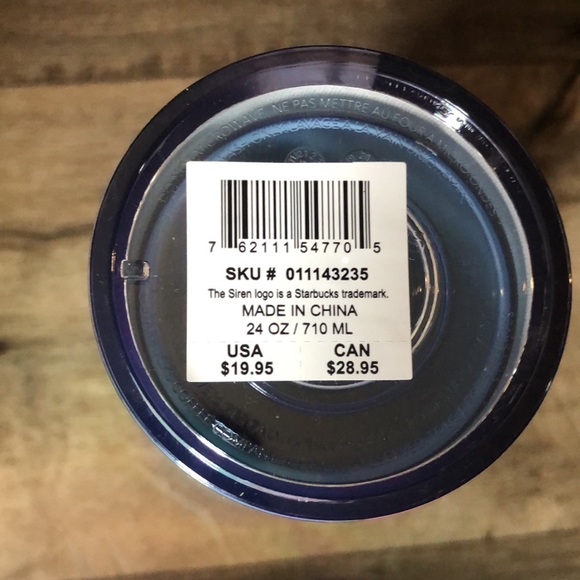 OWAVE. NE PAS METTRE AU FOUR À MICRO-ONDES
7 62111 54770 5
SKU # 011143235
The Siren logo is a Starbucks trademark.
MADE IN CHINA
24 OZ / 710 ML
USA CAN
$19.95 $28.95